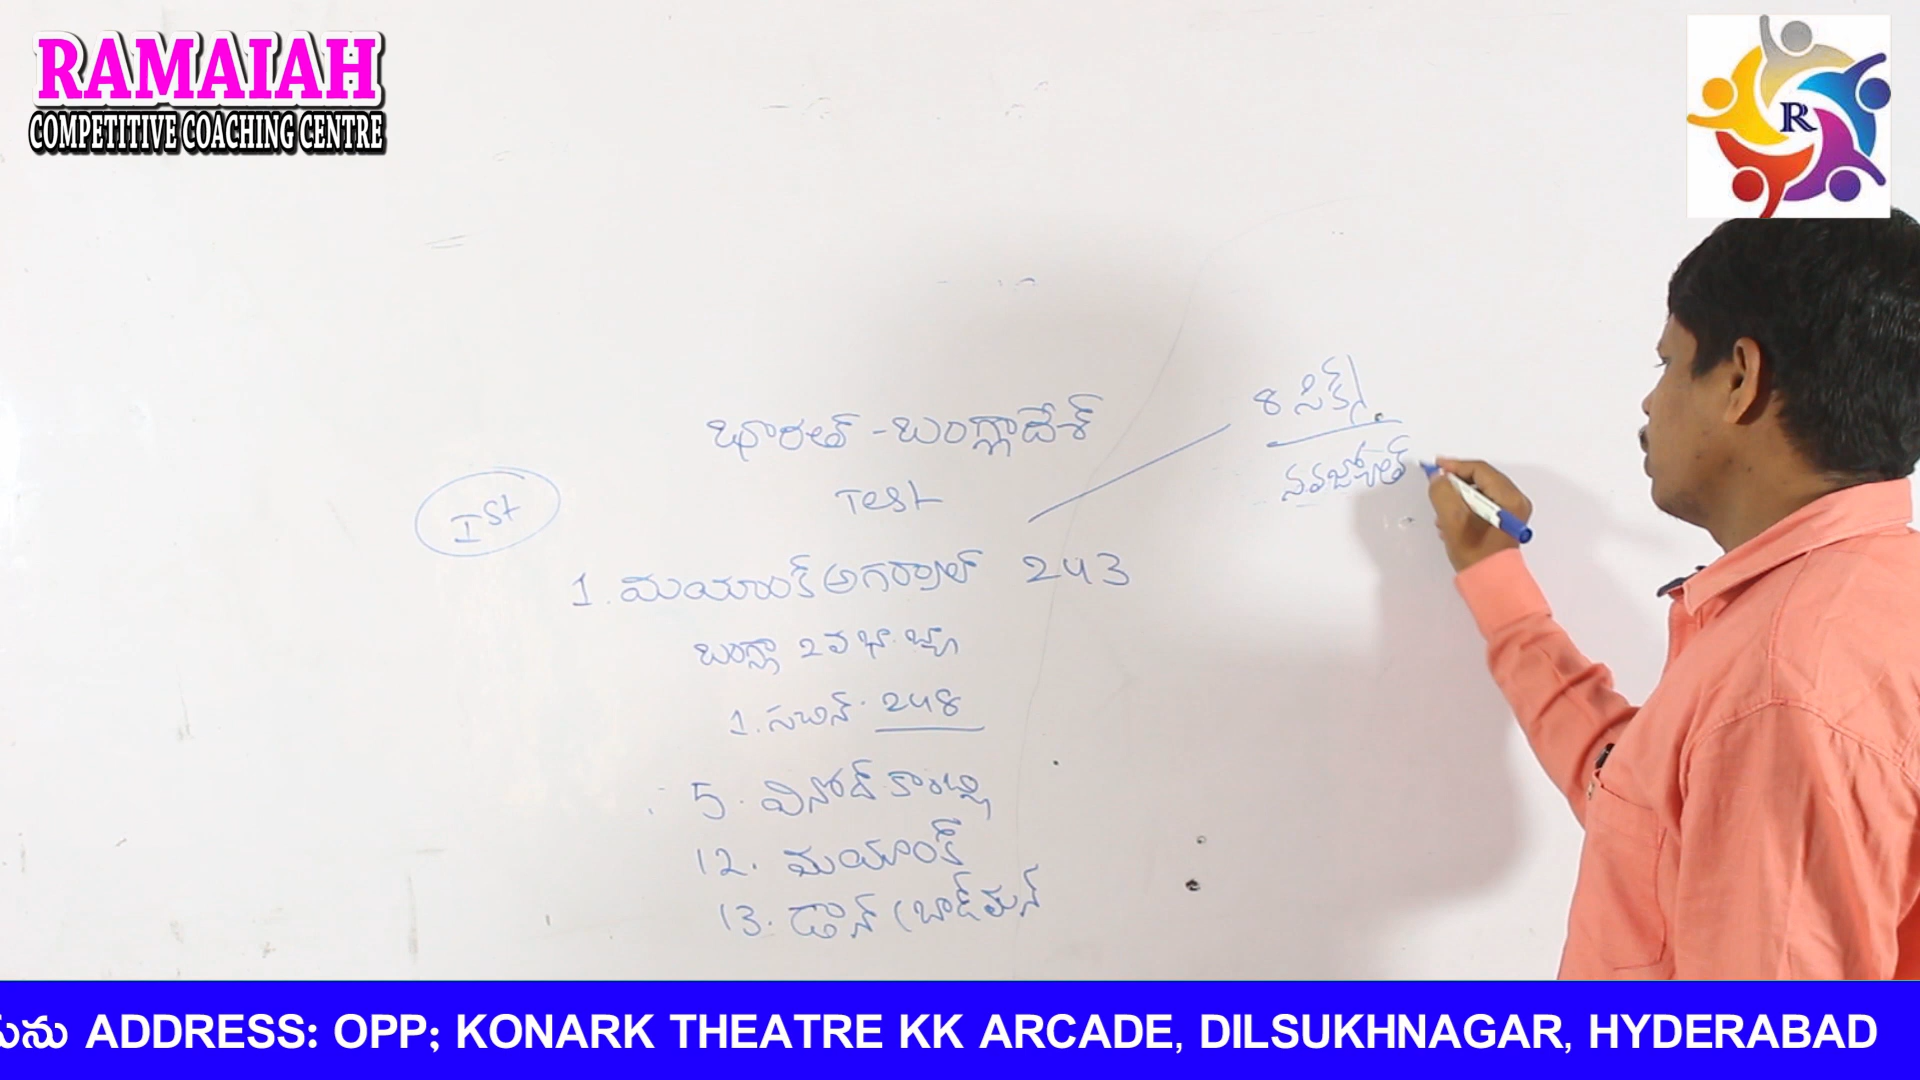 RAMAIAH
COMPETITIVE COACHING CENTRE
R
భారత్ - బంగ్లాదేశ్
Test
Ist
8 సిక్స్
నవజ్యోత్
1. మయాంక్ అగర్వాల్ 243
బంగ్లా 2వ
1. సచిన్. 248
5. వినోద్ కాంబ్లీ
12. మయాంక్
13. డాన్ బ్రాడ్‌మన్
ను ADDRESS: OPP; KONARK THEATRE KK ARCADE, DILSUKHNAGAR, HYDERABAD